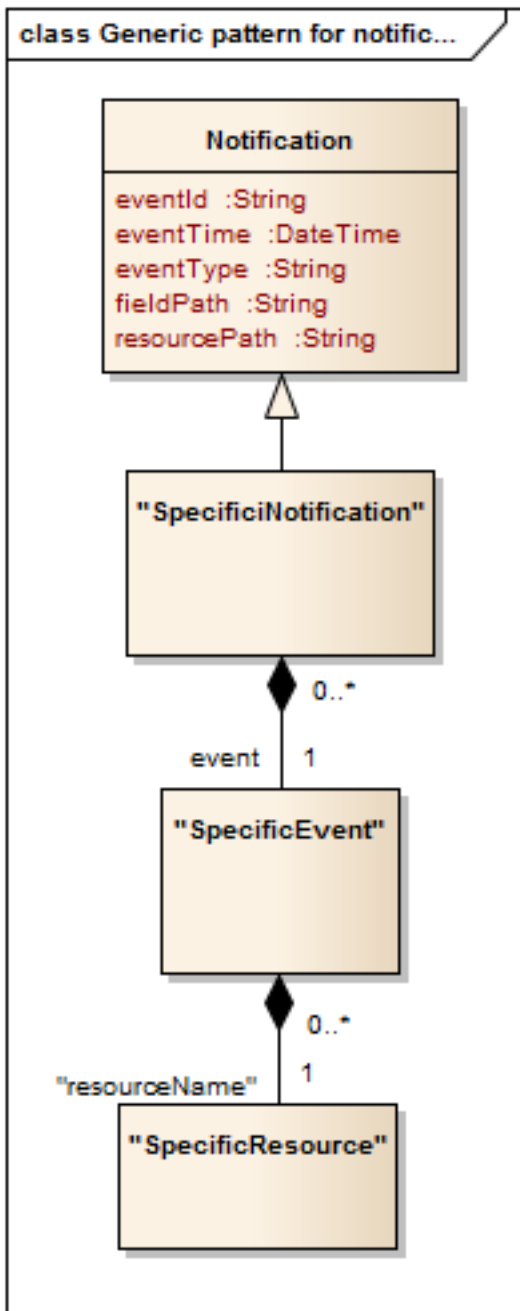 class Generic pattern for notific...
Notification
eventId :String
eventTime :DateTime
eventType :String
fieldPath :String
resourcePath :String
"SpecificiNotification"
0..*
event 1
"SpecificEvent"
0..*
1
"resourceName"
"SpecificResource"